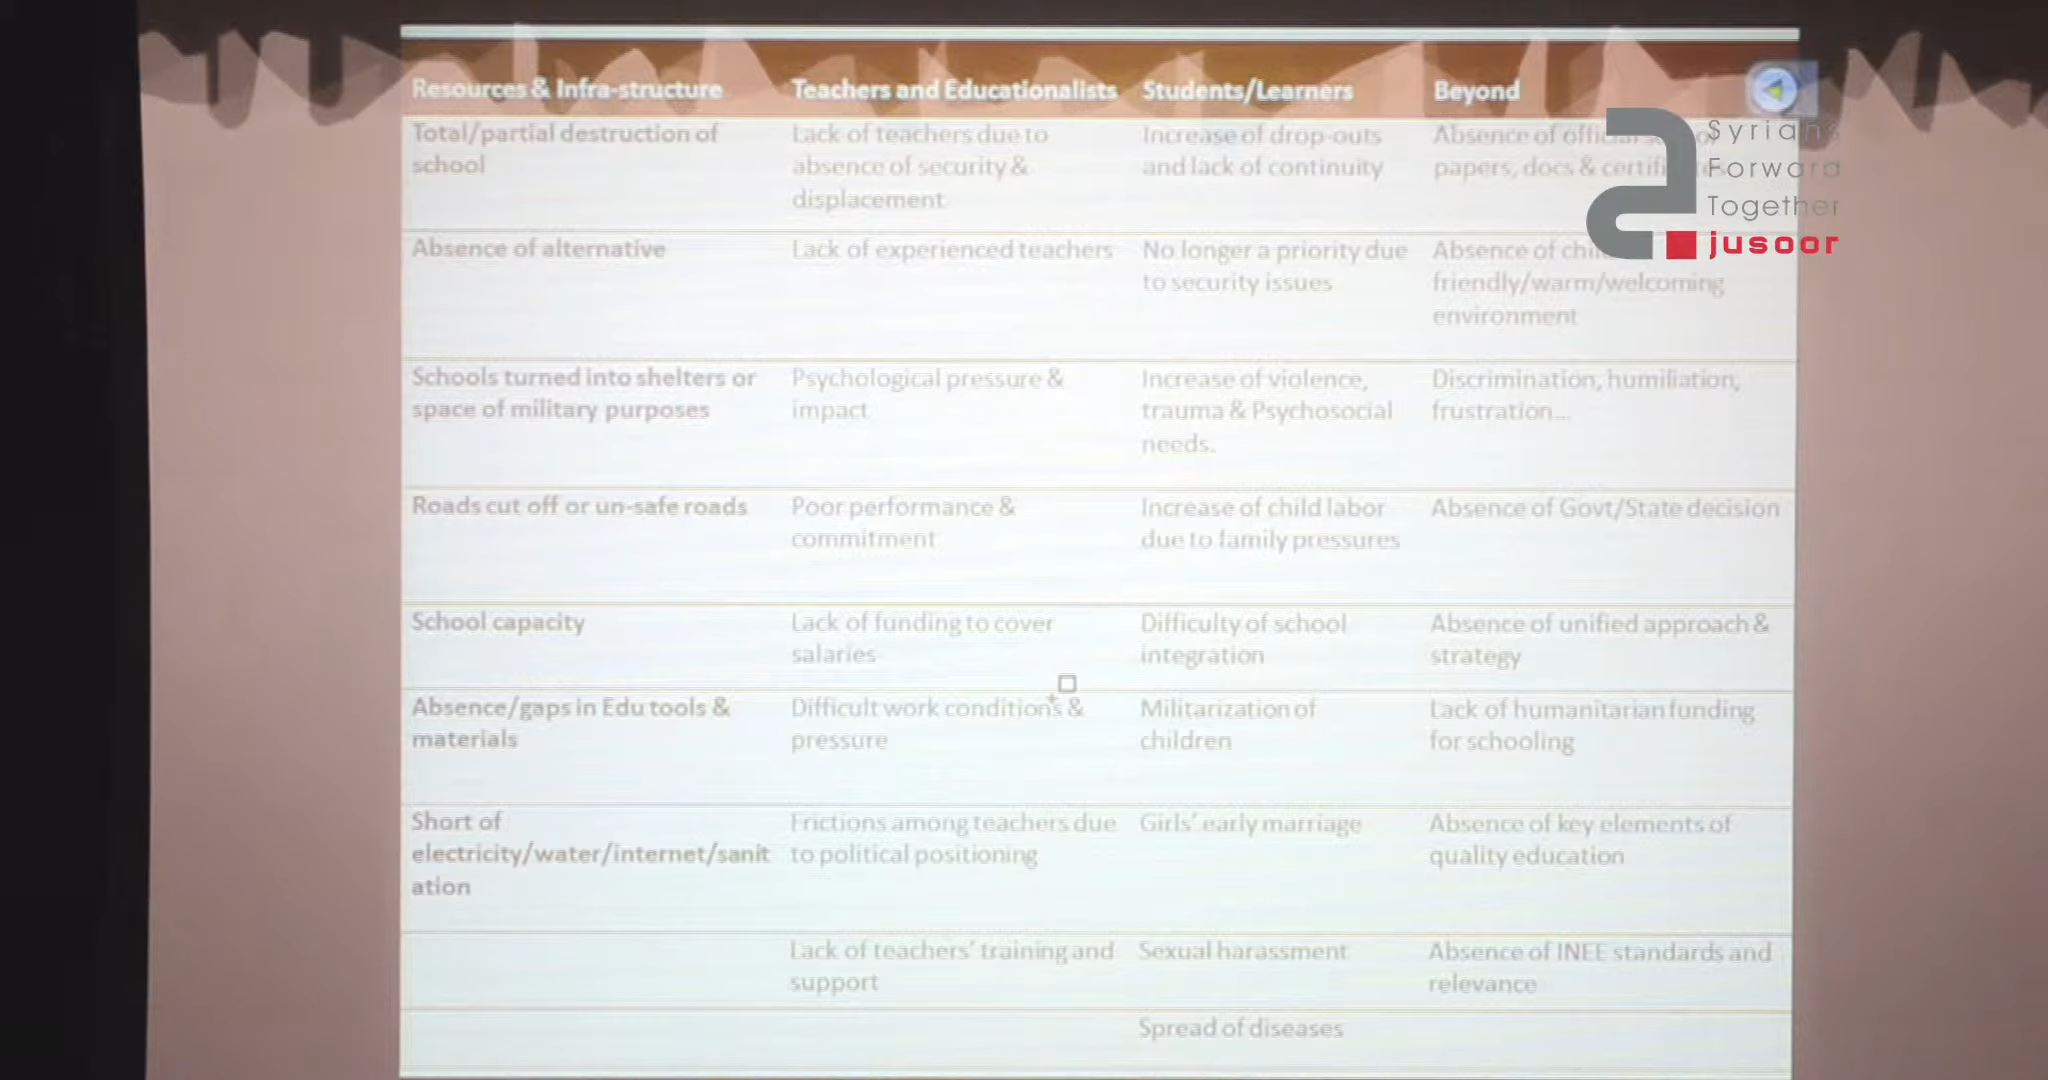 Resources & Infra-structure
Teachers and Educationalists
Students/Learners
Beyond
Total/partial destruction of
school
Lack of teachers due to
absence of security &
displacement
Increase of drop-outs
and lack of continuity
Absence of
papers, docs &
Absence of alternative
Lack of experienced teachers
No longer a priority due
to security issues
Absence of
friendly/warm/welcoming
environment
Schools turned into shelters or
space of military purposes
Psychological pressure &
impact
Increase of violence,
trauma & Psychosocial
needs.
Discrimination, humiliation,
frustration...
Roads cut off or un-safe roads
Poor performance &
commitment
Increase of child labor
due to family pressures
Absence of Govt/State decision
School capacity
Lack of funding to cover
salaries
Difficulty of school
integration
Absence of unified approach &
strategy
Absence/gaps in Edu tools &
materials
Difficult work conditions &
pressure
Militarization of
children
Lack of humanitarian funding
for schooling
Short of
electricity/water/internet/sanit
ation
Frictions among teachers due
to political positioning
Girls' early marriage
Absence of key elements of
quality education
Lack of teachers' training and
support
Sexual harassment
Absence of INEE standards and
relevance
Spread of diseases
Syrians
Forward
Together
jusoor